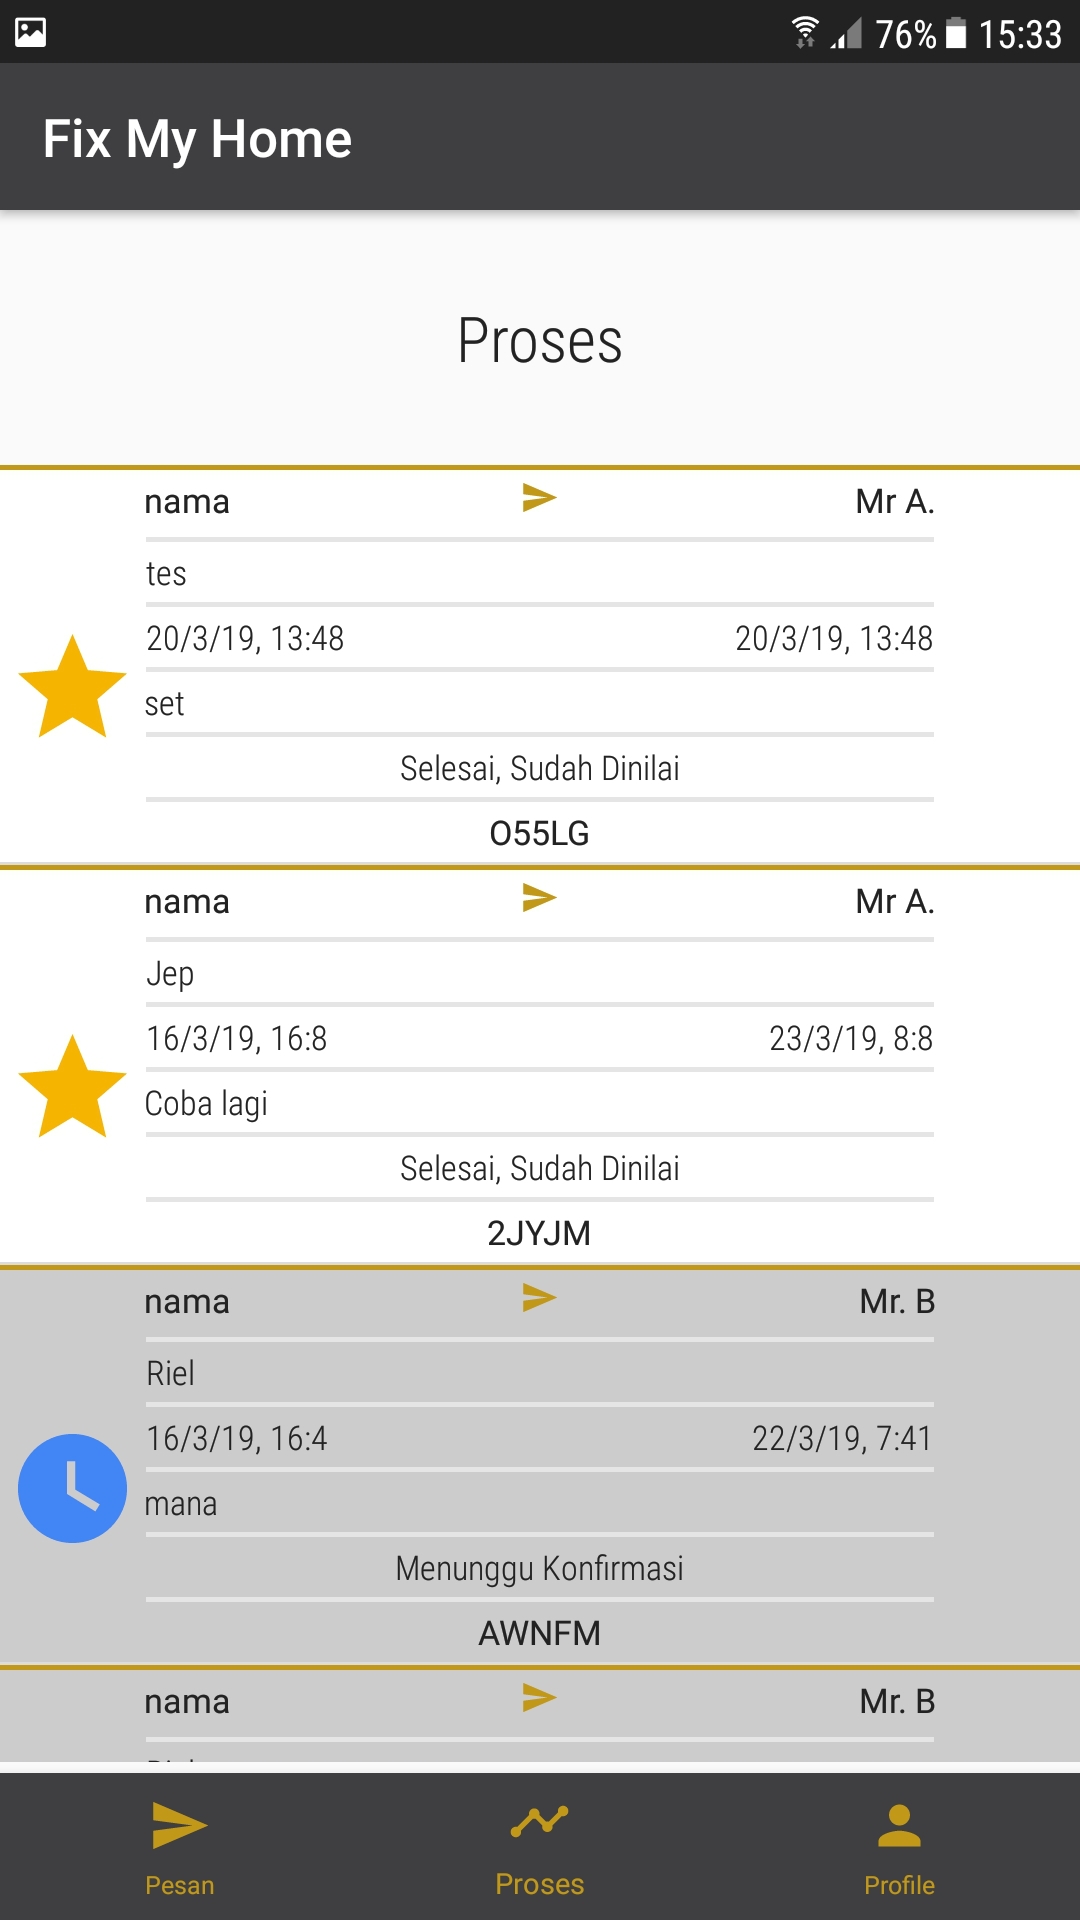 76% 15:33
Fix My Home
Proses
nama Mr A.
tes
20/3/19, 13:48 20/3/19, 13:48
set
Selesai, Sudah Dinilai
O55LG
nama Mr A.
Jep
16/3/19, 16:8 23/3/19, 8:8
Coba lagi
Selesai, Sudah Dinilai
2JYJM
nama Mr. B
Riel
16/3/19, 16:4 22/3/19, 7:41
mana
Menunggu Konfirmasi
AWNFM
nama Mr. B
Pesan Proses Profile